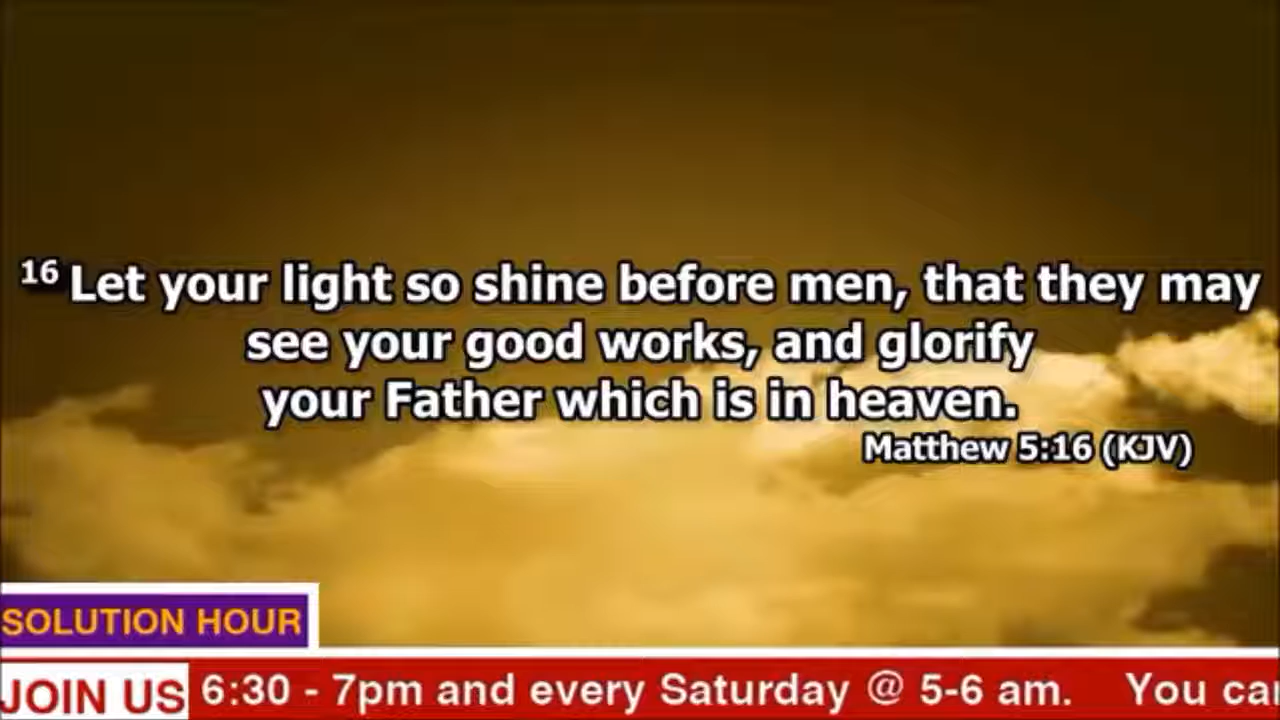 16 Let your light so shine before men, that they may
see your good works, and glorify
your Father which is in heaven.
Matthew 5:16 (KJV)
SOLUTION HOUR
JOIN US 6:30 - 7pm and every Saturday @ 5-6 am. You